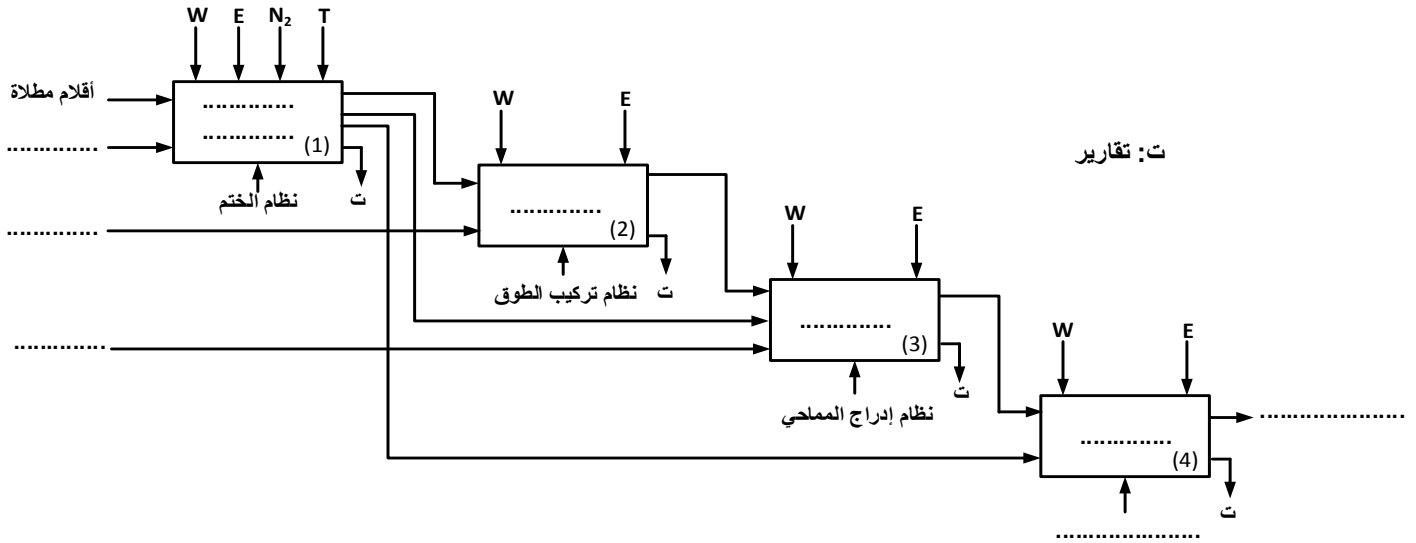 W E N₂ T
أقلام مطلاة
..............
..............
..............
(1)
نظام الختم
ت
W E
..............
..............
(2)
نظام تركيب الطوق
ت
ت: تقارير
W E
..............
..............
(3)
نظام إدراج المماحي
ت
W E
..............
(4)
.....................
ت
.....................